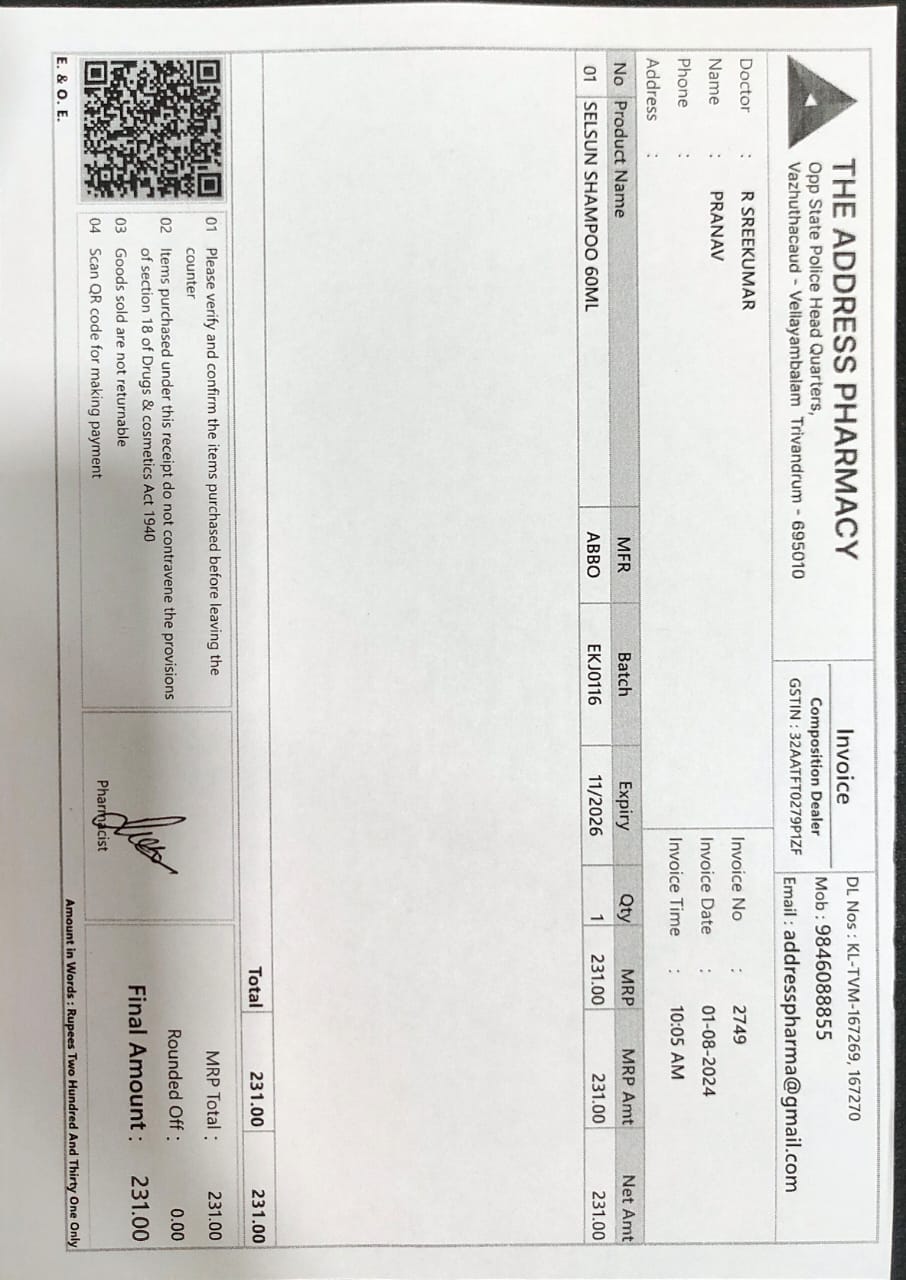 THE ADDRESS PHARMACY
Opp State Police Head Quarters,
Vazhuthacaud - Vellayambalam Trivandrum - 695010
Invoice
Composition Dealer
GSTIN : 32AATFT0279P1ZF
DL Nos : KL-TVM-167269, 167270
Mob : 9846088855
Email : addresspharma@gmail.com
Doctor : R SREEKUMAR
Name : PRANAV
Phone :
Address :
Invoice No : 2749
Invoice Date : 01-08-2024
Invoice Time : 10:05 AM
No Product Name MFR Batch Expiry Qty MRP MRP Amt Net Amt
01 SELSUN SHAMPOO 60ML ABBO EKJ0116 11/2026 1 231.00 231.00 231.00
Total 231.00 231.00
01 Please verify and confirm the items purchased before leaving the
counter
02 Items purchased under this receipt do not contravene the provisions
of section 18 of Drugs & cosmetics Act 1940
03 Goods sold are not returnable
04 Scan QR code for making payment
Pharmacist
MRP Total : 231.00
Rounded Off : 0.00
Final Amount : 231.00
E. & O. E.
Amount in Words : Rupees Two Hundred And Thirty One Only